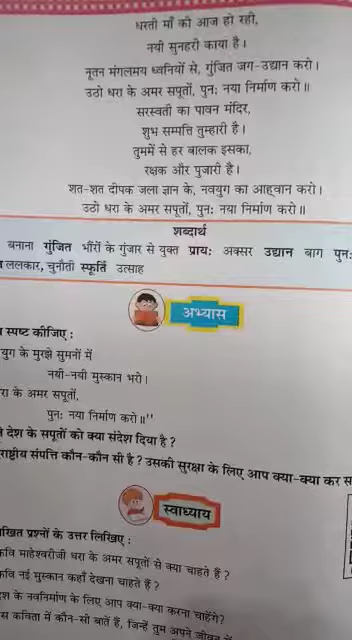 धरती माँ की आज हो रही,
नयी सुनहरी काया है।
नूतन मंगलमय ध्वनियों से, गुंजित जग-उद्यान करो।
उठो धरा के अमर सपूतों, पुनः नया निर्माण करो॥
सरस्वती का पावन मंदिर,
शुभ सम्पत्ति तुम्हारी है।
तुममें से हर बालक इसका,
रक्षक और पुजारी है।
शत-शत दीपक जला ज्ञान के, नवयुग का आह्वान करो।
उठो धरा के अमर सपूतों, पुनः नया निर्माण करो॥
शब्दार्थ
बनाना गुंजित भौंरों के गुंजार से युक्त प्रायः अक्सर उद्यान बाग पुनः
ललकार, चुनौती स्फूर्ति उत्साह
अभ्यास
स्पष्ट कीजिए :
युग के मुरझे सुमनों में
नयी-नयी मुस्कान भरो।
रा के अमर सपूतों,
पुनः नया निर्माण करो॥''
देश के सपूतों को क्या संदेश दिया है ?
राष्ट्रीय संपत्ति कौन-कौन सी है ? उसकी सुरक्षा के लिए आप क्या-क्या कर स
स्वाध्याय
खित प्रश्नों के उत्तर लिखिए :
कवि माहेश्वरीजी धरा के अमर सपूतों से क्या चाहते हैं ?
कवि नई मुस्कान कहाँ देखना चाहते हैं ?
देश के नवनिर्माण के लिए आप क्या-क्या करना चाहेंगे?
स कविता में कौन-सी बातें हैं, जिन्हें तुम अपने जीवन में